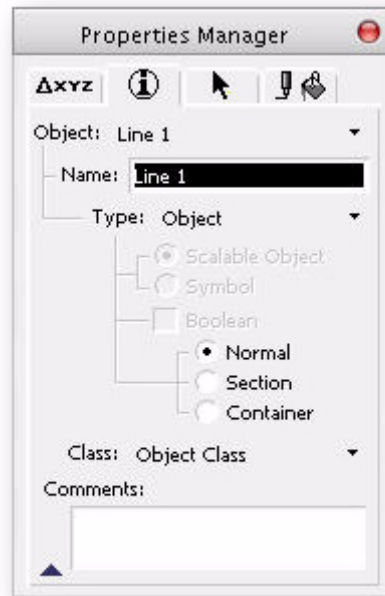 Properties Manager
ΔXYZ
Object: Line 1
Name: Line 1
Type: Object
Scalable Object
Symbol
Boolean
Normal
Section
Container
Class: Object Class
Comments: